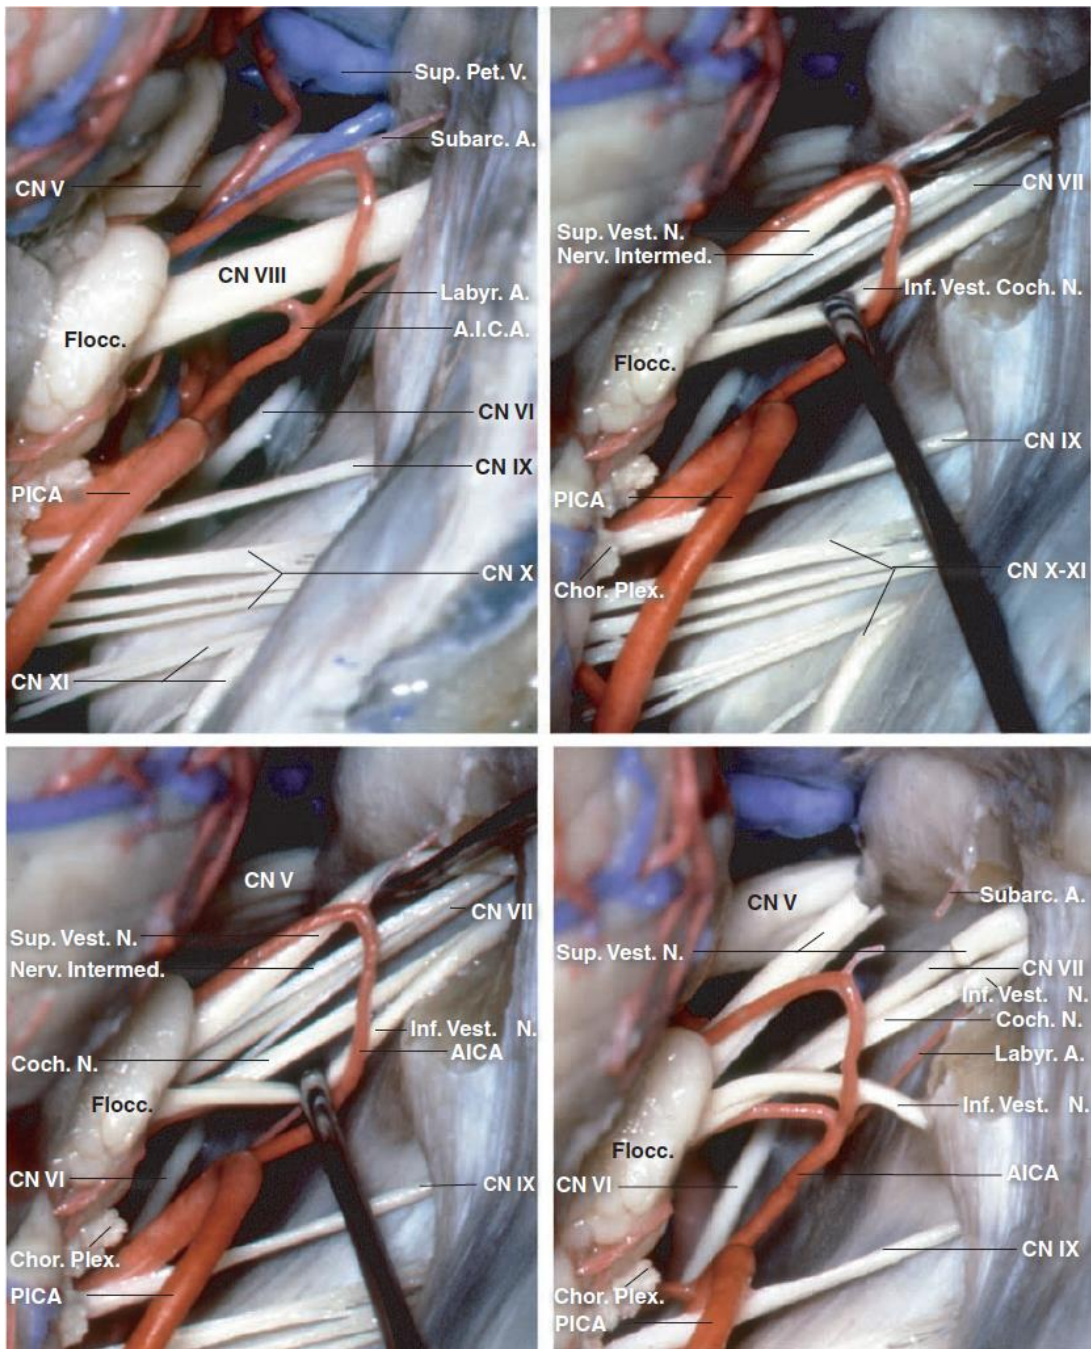 Sup. Pet. V.
Subarc. A.
CN V
CN VIII
Labyr. A.
A.I.C.A.
Flocc.
CN VI
CN IX
PICA
CN X
CN XI
CN VII
Sup. Vest. N.
Nerv. Intermed.
Inf. Vest. Coch. N.
Flocc.
CN IX
PICA
CN X-XI
Chor. Plex.
CN V
CN VII
Sup. Vest. N.
Nerv. Intermed.
Inf. Vest. N.
AICA
Coch. N.
Flocc.
CN VI
CN IX
Chor. Plex.
PICA
CN V
Subarc. A.
Sup. Vest. N.
CN VII
Inf. Vest. N.
Coch. N.
Labyr. A.
Inf. Vest. N.
Flocc.
AICA
CN VI
CN IX
Chor. Plex.
PICA